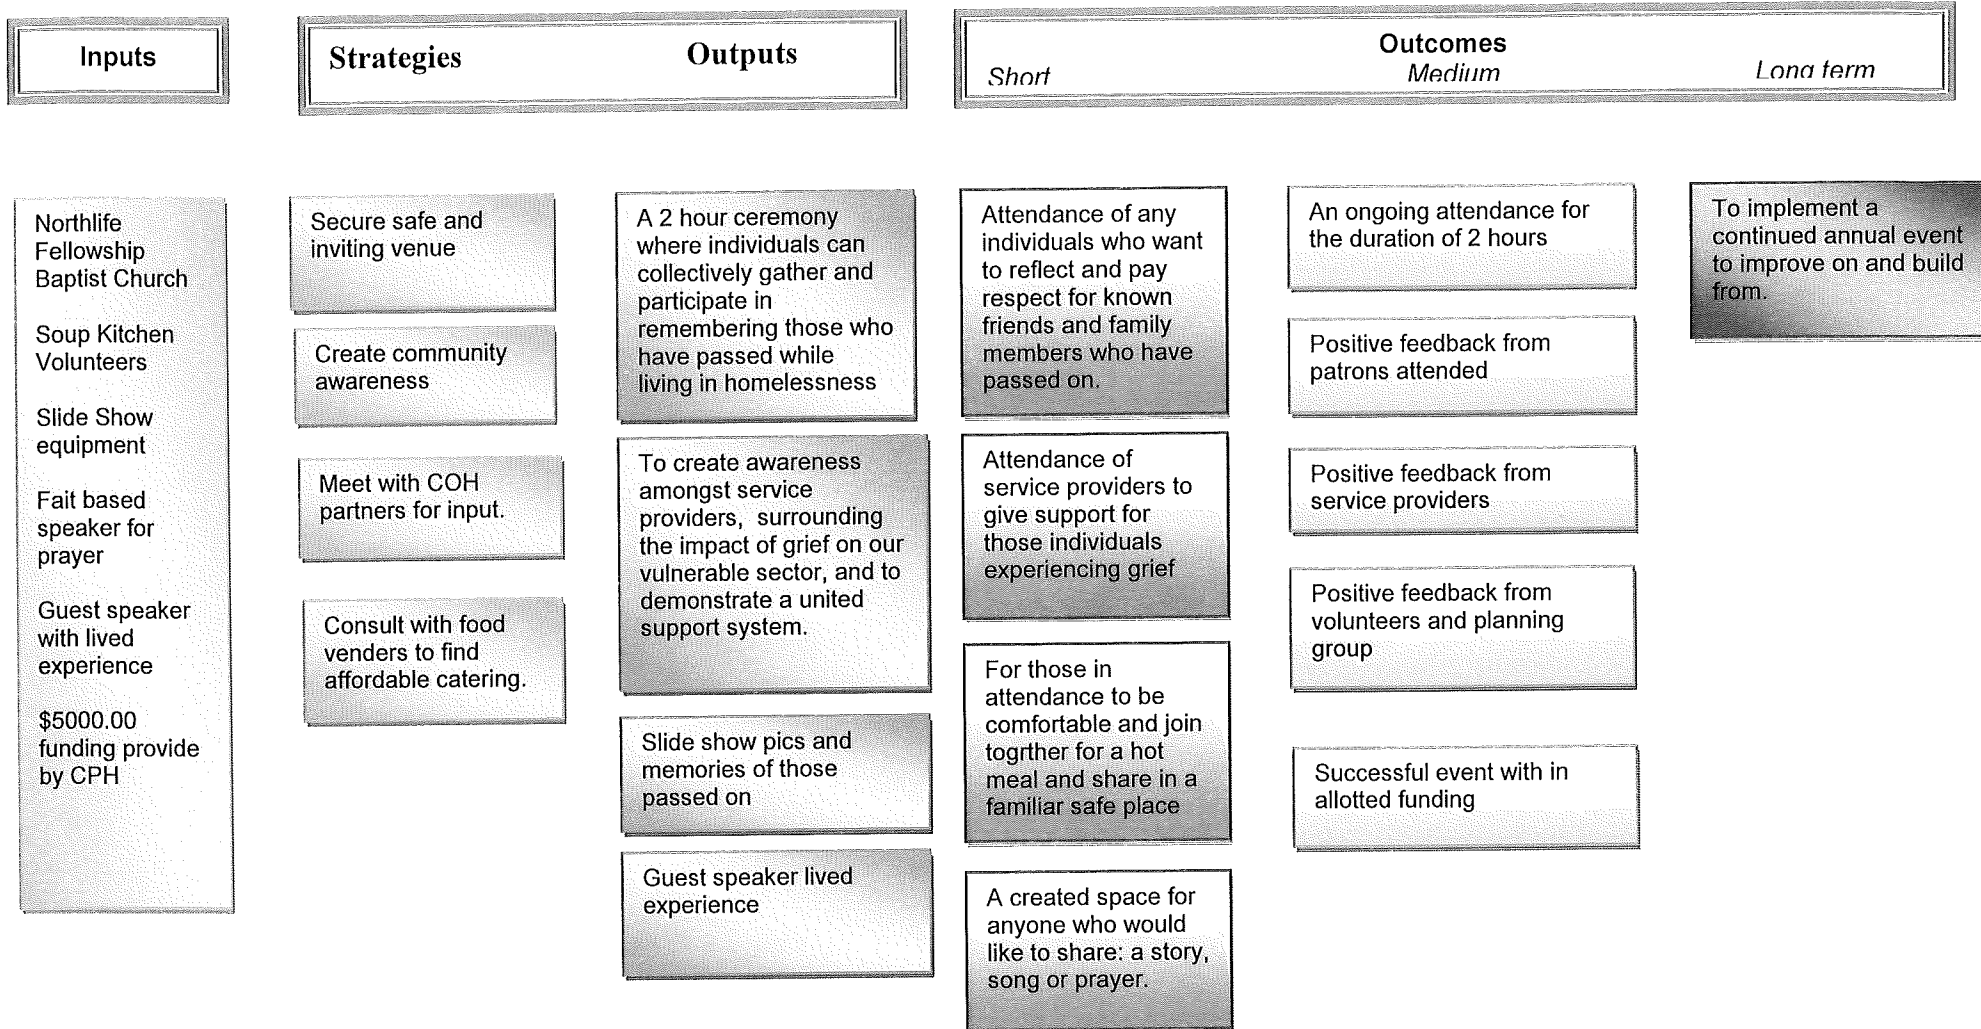 Inputs
Strategies
Outputs
Outcomes
Short
Medium
Long term
Northlife
Fellowship
Baptist Church
Soup Kitchen
Volunteers
Slide Show
equipment
Fait based
speaker for
prayer
Guest speaker
with lived
experience
$5000.00
funding provide
by CPH
Secure safe and
inviting venue
Create community
awareness
Meet with COH
partners for input.
Consult with food
venders to find
affordable catering.
A 2 hour ceremony
where individuals can
collectively gather and
participate in
remembering those who
have passed while
living in homelessness
To create awareness
amongst service
providers, surrounding
the impact of grief on our
vulnerable sector, and to
demonstrate a united
support system.
Slide show pics and
memories of those
passed on
Guest speaker lived
experience
Attendance of any
individuals who want
to reflect and pay
respect for known
friends and family
members who have
passed on.
Attendance of
service providers to
give support for
those individuals
experiencing grief
For those in
attendance to be
comfortable and join
togrther for a hot
meal and share in a
familiar safe place
A created space for
anyone who would
like to share: a story,
song or prayer.
An ongoing attendance for
the duration of 2 hours
Positive feedback from
patrons attended
Positive feedback from
service providers
Positive feedback from
volunteers and planning
group
Successful event with in
allotted funding
To implement a
continued annual event
to improve on and build
from.